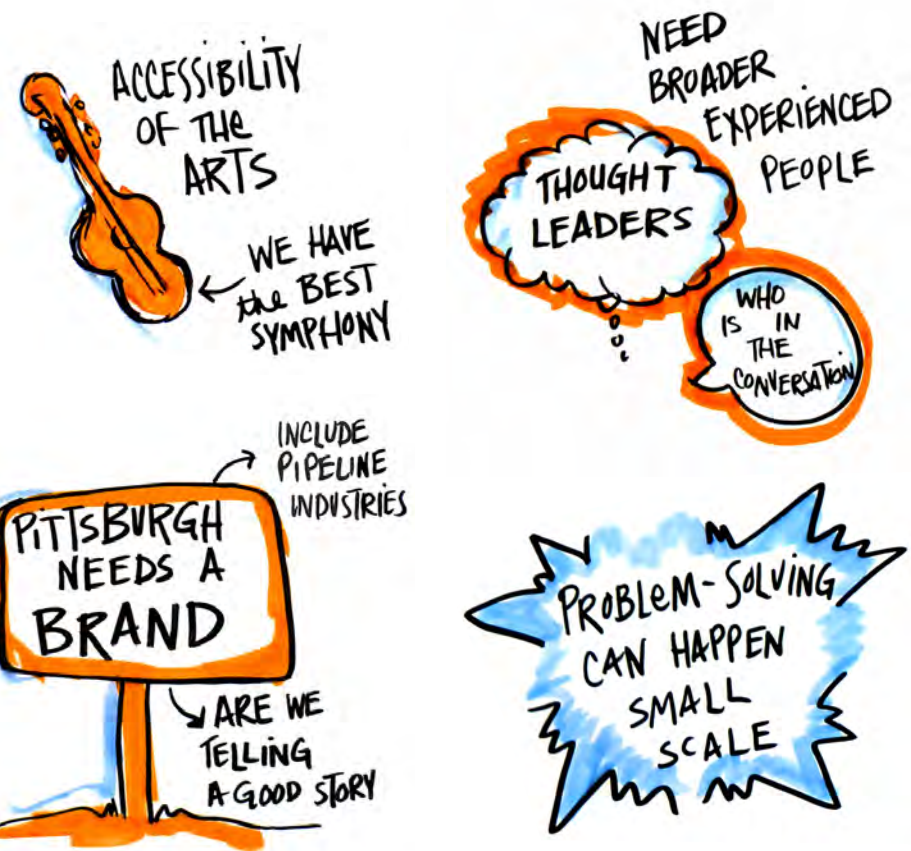 ACCESSIBILITY
OF THE
ARTS
WE HAVE
the BEST
SYMPHONY
NEED
BROADER
EXPERIENCED
PEOPLE
THOUGHT
LEADERS
WHO
IS IN
THE
CONVERSATION
INCLUDE
PIPELINE
INDUSTRIES
PITTSBURGH
NEEDS A
BRAND
ARE WE
TELLING
A GOOD STORY
PROBLEM-SOLVING
CAN HAPPEN
SMALL
SCALE